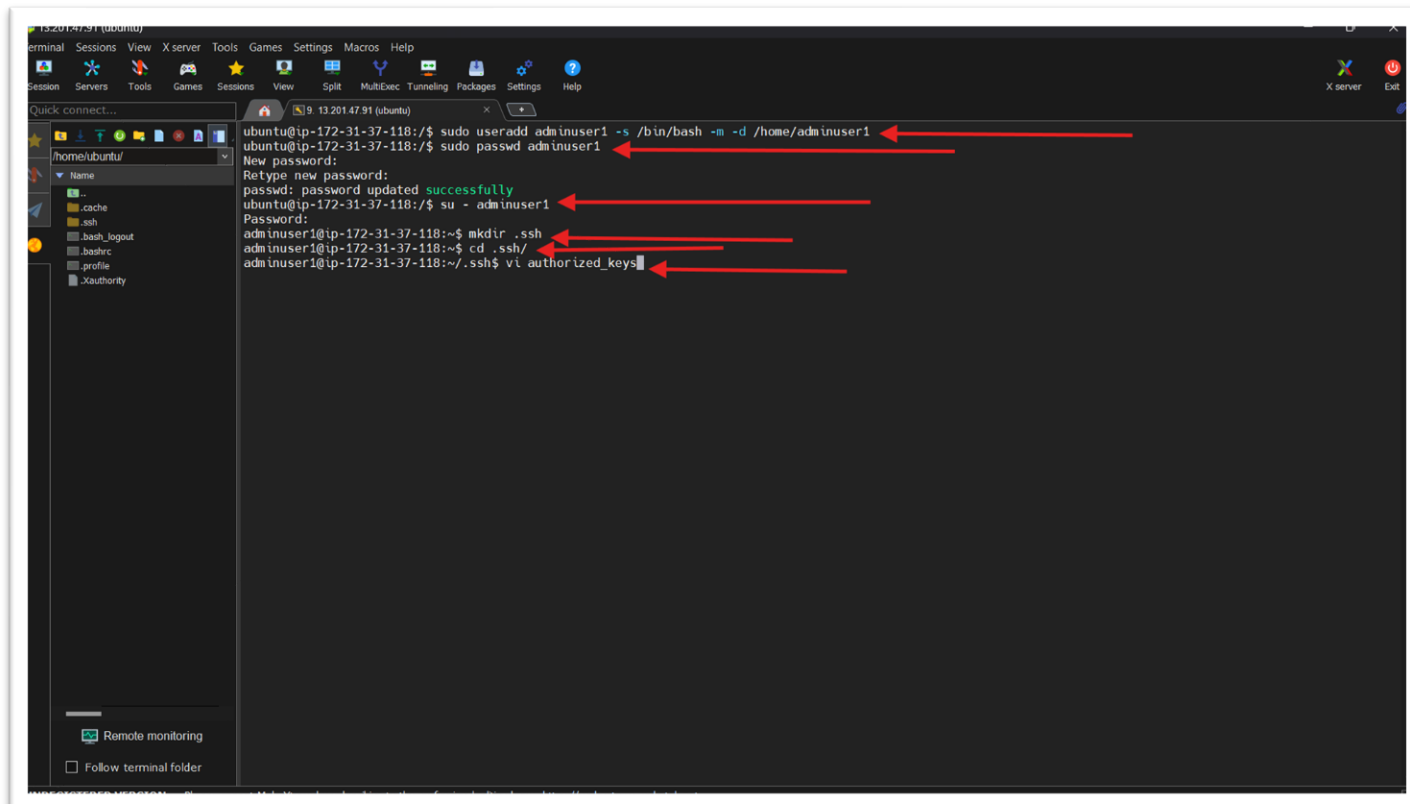 13.201.47.91 (ubuntu)
erminal Sessions View X server Tools Games Settings Macros Help
Session Servers Tools Games Sessions View Split MultiExec Tunneling Packages Settings Help X server Exit
Quick connect...
9. 13.201.47.91 (ubuntu)
/home/ubuntu/
Name
..
.cache
.ssh
.bash_logout
.bashrc
.profile
.Xauthority
ubuntu@ip-172-31-37-118:/$ sudo useradd adminuser1 -s /bin/bash -m -d /home/adminuser1
ubuntu@ip-172-31-37-118:/$ sudo passwd adminuser1
New password:
Retype new password:
passwd: password updated successfully
ubuntu@ip-172-31-37-118:/$ su - adminuser1
Password:
adminuser1@ip-172-31-37-118:~$ mkdir .ssh
adminuser1@ip-172-31-37-118:~$ cd .ssh/
adminuser1@ip-172-31-37-118:~/.ssh$ vi authorized_keys
Remote monitoring
Follow terminal folder